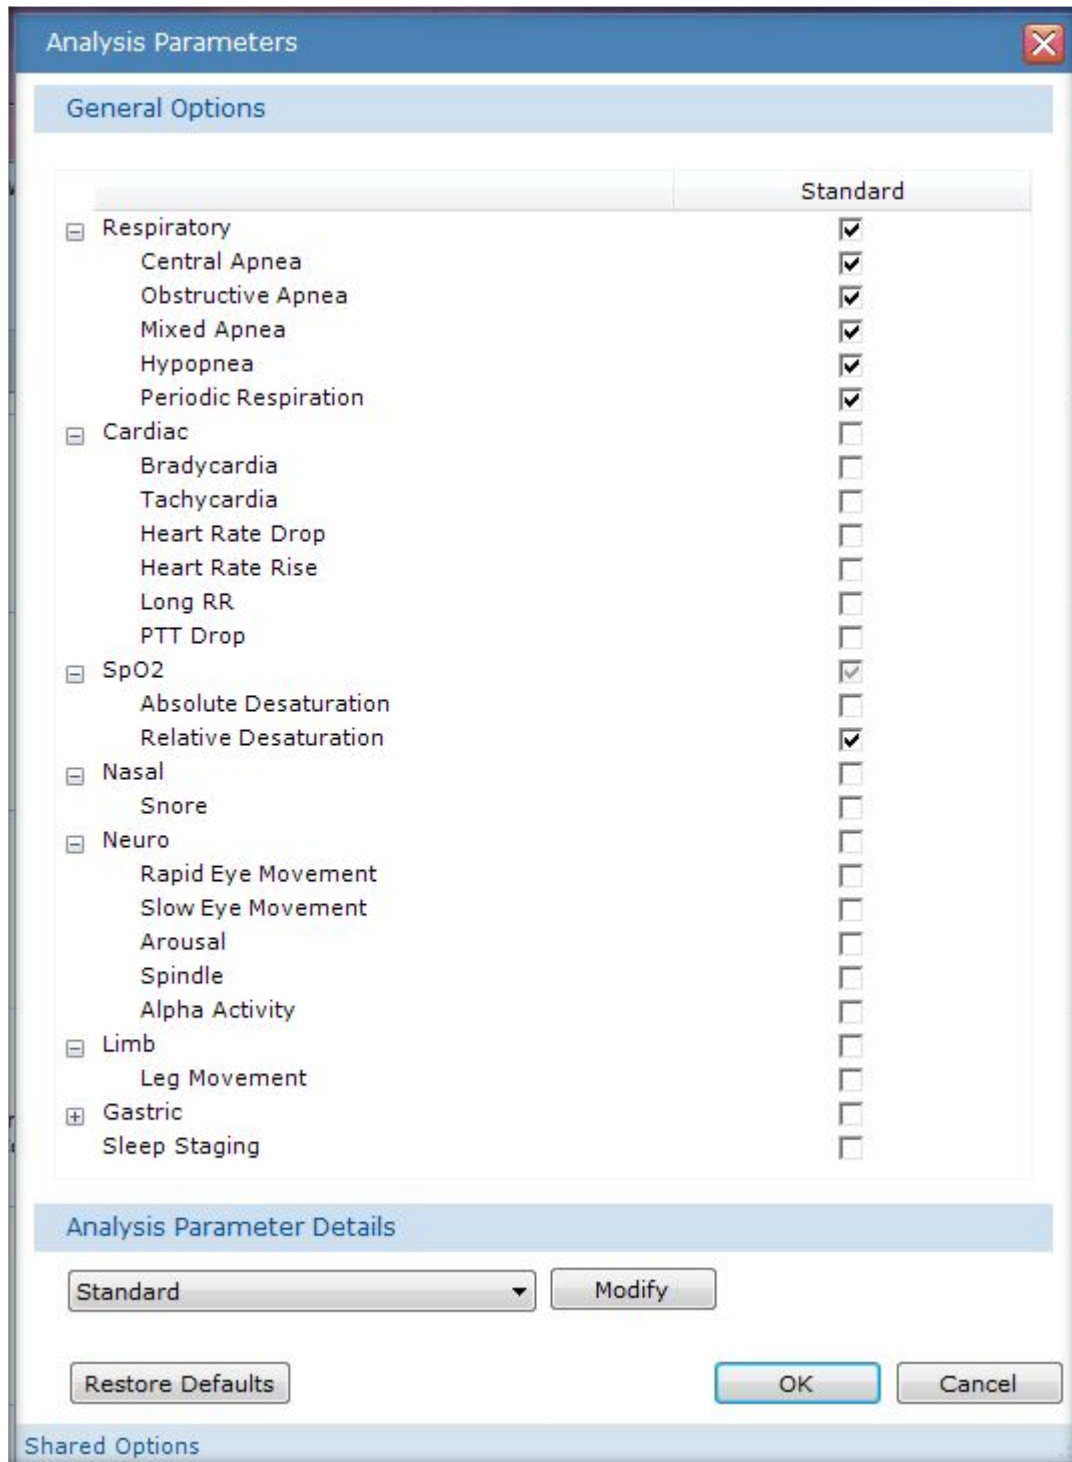 Analysis Parameters
General Options
Standard
Respiratory
Central Apnea
Obstructive Apnea
Mixed Apnea
Hypopnea
Periodic Respiration
Cardiac
Bradycardia
Tachycardia
Heart Rate Drop
Heart Rate Rise
Long RR
PTT Drop
SpO2
Absolute Desaturation
Relative Desaturation
Nasal
Snore
Neuro
Rapid Eye Movement
Slow Eye Movement
Arousal
Spindle
Alpha Activity
Limb
Leg Movement
Gastric
Sleep Staging
Analysis Parameter Details
Standard Modify
Restore Defaults OK Cancel
Shared Options